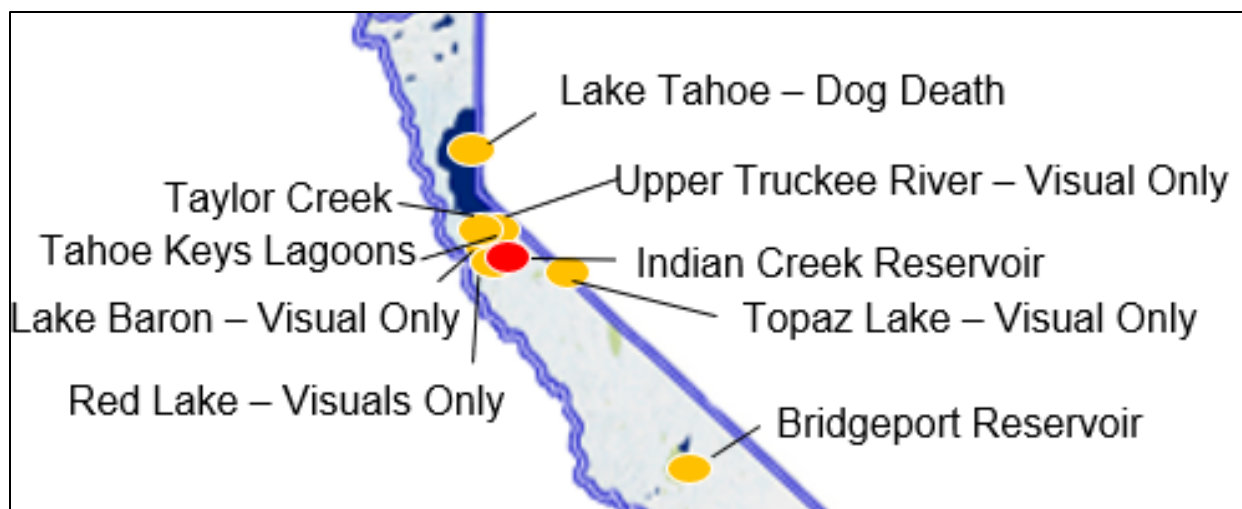 Lake Tahoe – Dog Death
Upper Truckee River – Visual Only
Taylor Creek
Tahoe Keys Lagoons
Indian Creek Reservoir
Lake Baron – Visual Only
Topaz Lake – Visual Only
Red Lake – Visuals Only
Bridgeport Reservoir